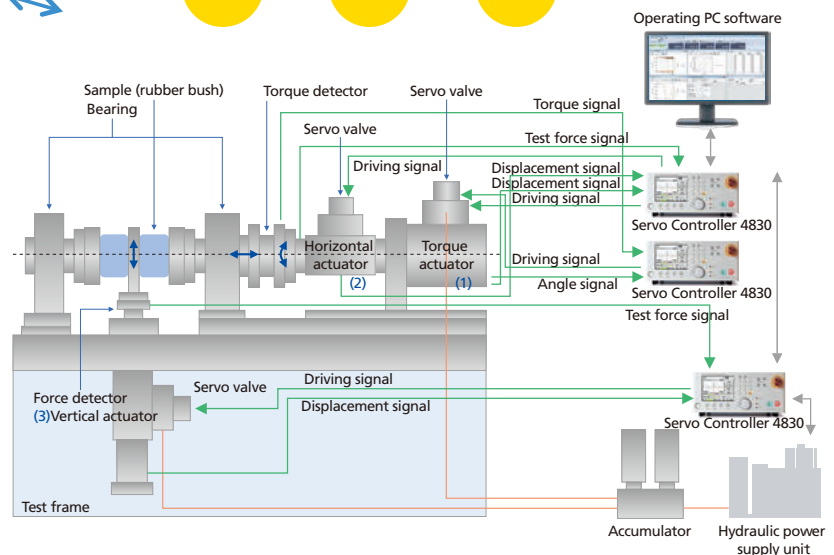 Operating PC software
Sample (rubber bush)
Bearing
Torque detector
Servo valve
Servo valve
Torque signal
Test force signal
Driving signal
Displacement signal
Displacement signal
Driving signal
Servo Controller 4830
Horizontal
actuator
(2)
Torque
actuator
(1)
Driving signal
Angle signal
Servo Controller 4830
Test force signal
Force detector
(3)Vertical actuator
Servo valve
Driving signal
Displacement signal
Servo Controller 4830
Test frame
Accumulator
Hydraulic power
supply unit